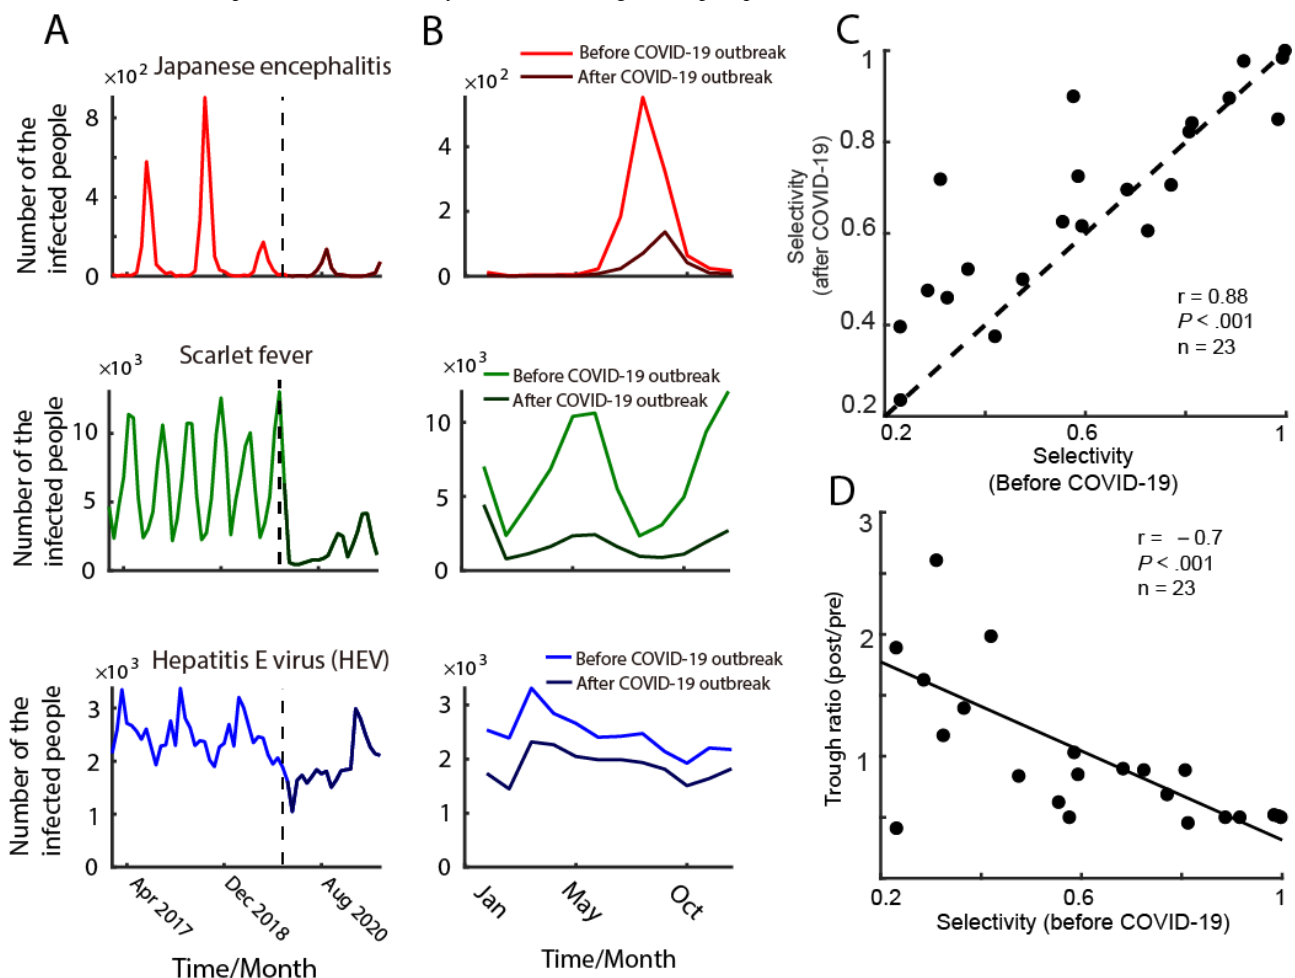 A
×10²
Japanese encephalitis
Number of the
infected people
8
4
0
×10³
Scarlet fever
Number of the
infected people
10
5
0
×10³
Hepatitis E virus (HEV)
Number of the
infected people
3
2
1
0
Apr 2017
Dec 2018
Aug 2020
Time/Month
B
Before COVID-19 outbreak
After COVID-19 outbreak
×10²
4
2
0
×10³
Before COVID-19 outbreak
After COVID-19 outbreak
10
5
0
×10³
Before COVID-19 outbreak
After COVID-19 outbreak
3
2
1
0
Jan
May
Oct
Time/Month
C
Selectivity
(after COVID-19)
1
0.8
0.6
0.4
0.2
r = 0.88
P < .001
n = 23
0.2
0.6
1
Selectivity
(Before COVID-19)
D
Trough ratio (post/pre)
3
2
1
r = – 0.7
P < .001
n = 23
0.2
0.6
1
Selectivity (before COVID-19)